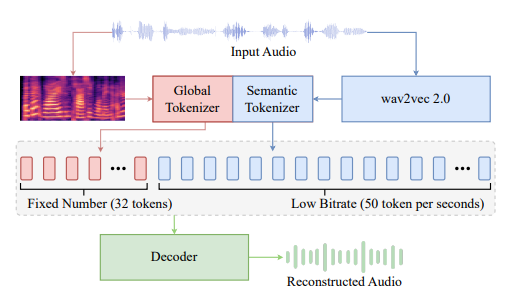 Input Audio
Global
Tokenizer
Semantic
Tokenizer
wav2vec 2.0
Fixed Number (32 tokens)
Low Bitrate (50 token per seconds)
Decoder
Reconstructed Audio